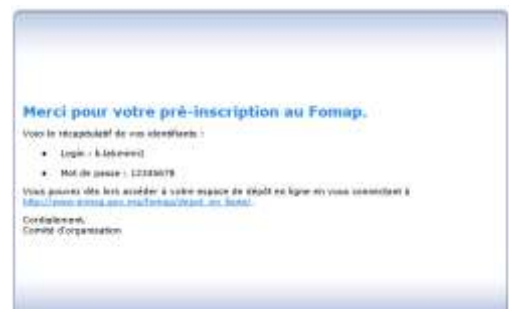 Merci pour votre pré-inscription au Fomap.
Voici le récapitulatif de vos identifiants :
Login :
Mot de passe : 12345678
Vous pouvez dès lors accéder à votre espace de dépôt en ligne en vous connectant à
Cordialement,
Comité d'organisation